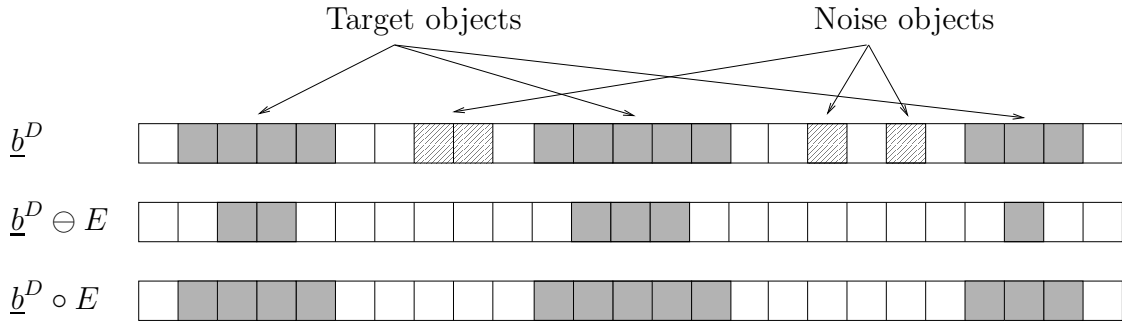 Target objects
Noise objects
b^D
b^D ⊖ E
b^D ∘ E